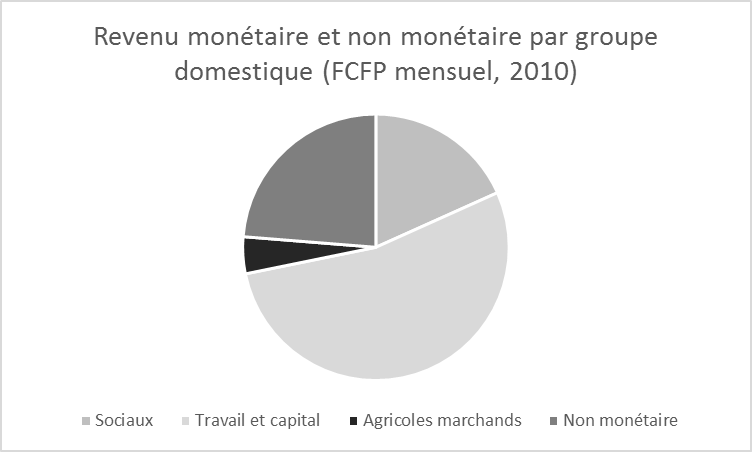 Revenu monétaire et non monétaire par groupe
domestique (FCFP mensuel, 2010)
Sociaux Travail et capital Agricoles marchands Non monétaire